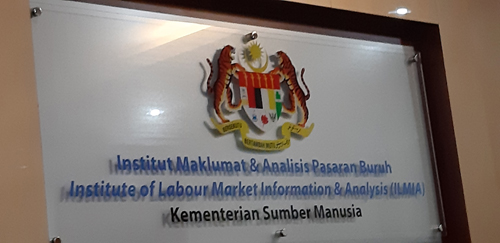 Institut Maklumat & Analisis Pasaran Buruh
Institute of Labour Market Information & Analysis (ILMIA)
Kementerian Sumber Manusia